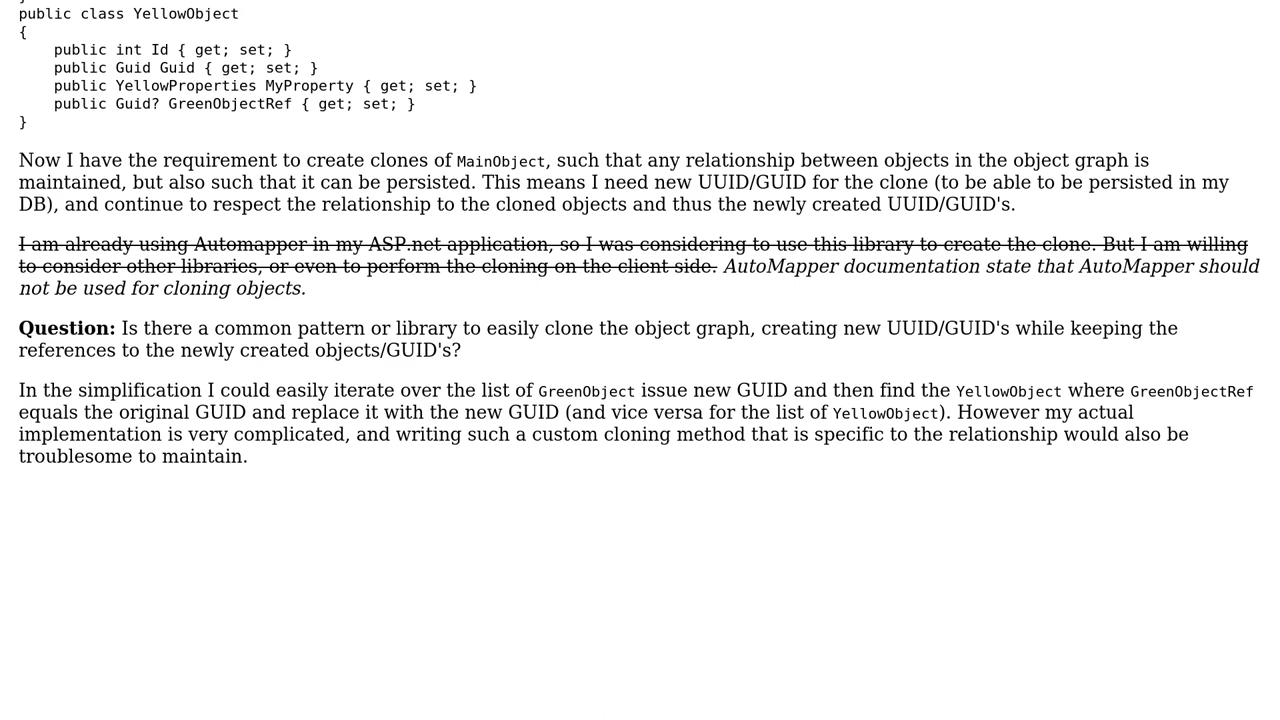 public class YellowObject
{
    public int Id { get; set; }
    public Guid Guid { get; set; }
    public YellowProperties MyProperty { get; set; }
    public Guid? GreenObjectRef { get; set; }
}
Now I have the requirement to create clones of MainObject, such that any relationship between objects in the object graph is
maintained, but also such that it can be persisted. This means I need new UUID/GUID for the clone (to be able to be persisted in my
DB), and continue to respect the relationship to the cloned objects and thus the newly created UUID/GUID's.
I am already using Automapper in my ASP.net application, so I was considering to use this library to create the clone. But I am willing
to consider other libraries, or even to perform the cloning on the client side. AutoMapper documentation state that AutoMapper should
not be used for cloning objects.
Question: Is there a common pattern or library to easily clone the object graph, creating new UUID/GUID's while keeping the
references to the newly created objects/GUID's?
In the simplification I could easily iterate over the list of GreenObject issue new GUID and then find the YellowObject where GreenObjectRef
equals the original GUID and replace it with the new GUID (and vice versa for the list of YellowObject). However my actual
implementation is very complicated, and writing such a custom cloning method that is specific to the relationship would also be
troublesome to maintain.